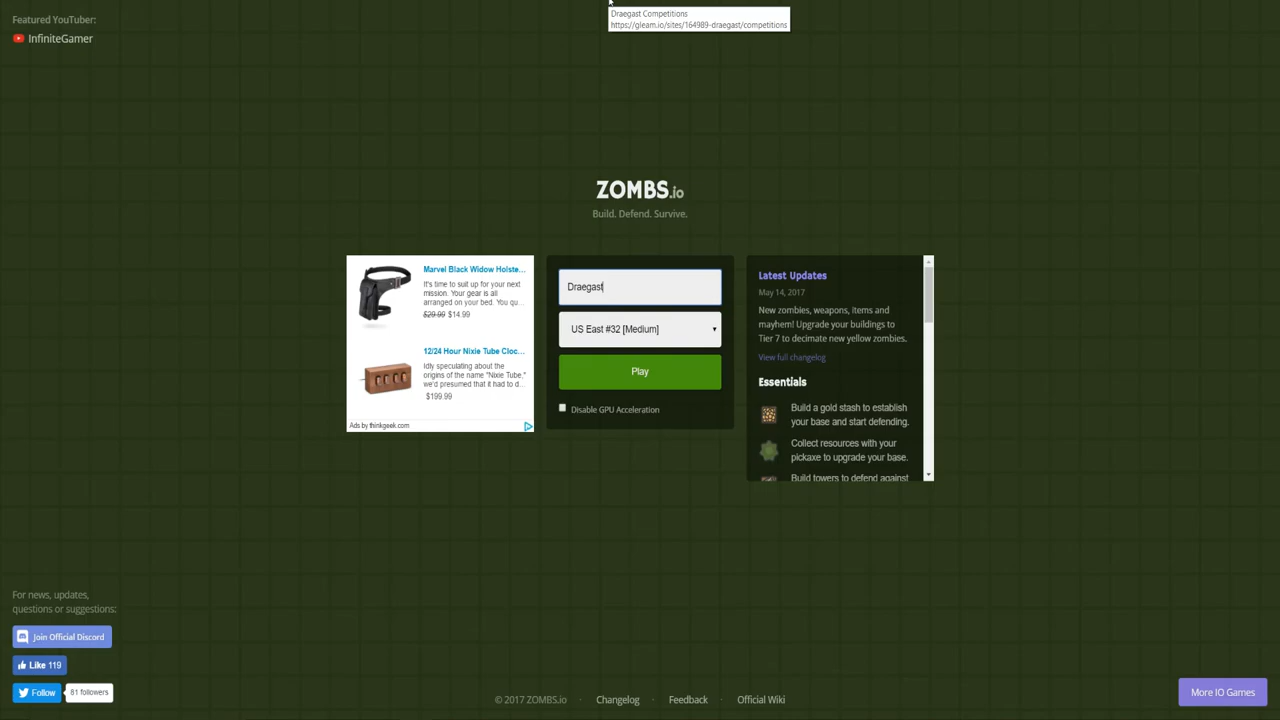 Featured YouTuber:
InfiniteGamer
Draegast Competitions
https://gleam.io/sites/164989-draegast/competitions
ZOMBS.io
Build. Defend. Survive.
Marvel Black Widow Holste...
It's time to suit up for your next
mission. Your gear is all
arranged on your bed. You qu...
$29.99 $14.99
12/24 Hour Nixie Tube Cloc...
Idly speculating about the
origins of the name "Nixie Tube,"
we'd presumed that it had to d...
$199.99
Ads by thinkgeek.com
Draegast
US East #32 [Medium]
Play
Disable GPU Acceleration
Latest Updates
May 14, 2017
New zombies, weapons, items and
mayhem! Upgrade your buildings to
Tier 7 to decimate new yellow zombies.
View full changelog
Essentials
Build a gold stash to establish
your base and start defending.
Collect resources with your
pickaxe to upgrade your base.
Build towers to defend against
For news, updates,
questions or suggestions:
Join Official Discord
Like 119
Follow 81 followers
© 2017 ZOMBS.io · Changelog · Feedback · Official Wiki
More IO Games